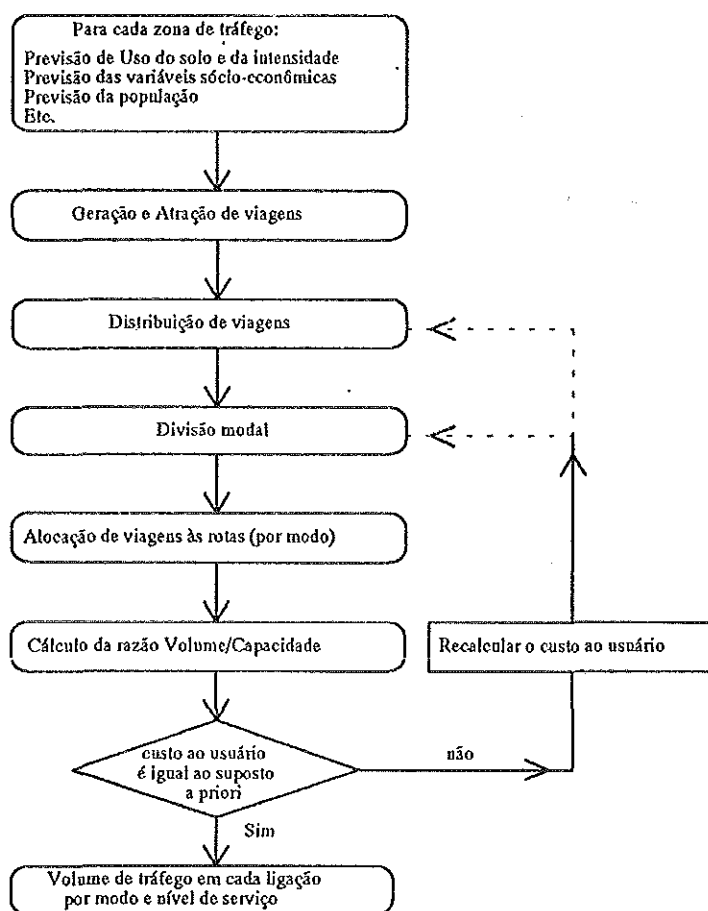 Para cada zona de tráfego:
Previsão de Uso do solo e da intensidade
Previsão das variáveis sócio-econômicas
Previsão da população
Etc.
Geração e Atração de viagens
Distribuição de viagens
Divisão modal
Alocação de viagens às rotas (por modo)
Cálculo da razão Volume/Capacidade
Recalcular o custo ao usuário
custo ao usuário
é igual ao suposto
a priori
não
Sim
Volume de tráfego em cada ligação
por modo e nível de serviço